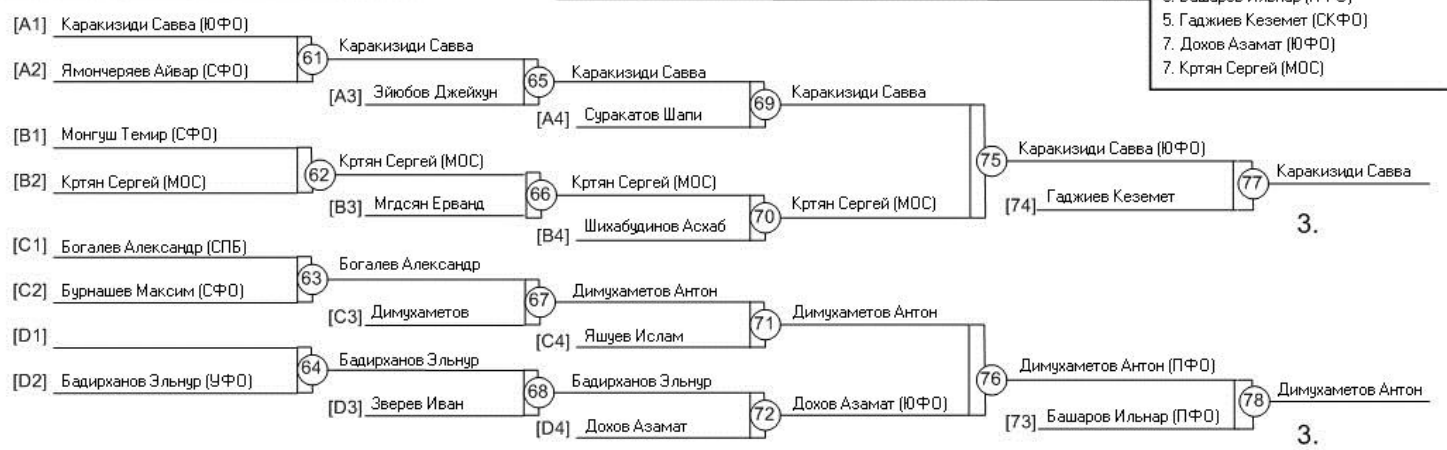 5. Башаров Ильнар (ПФО)
5. Гаджиев Кеземет (СКФО)
7. Дохов Азамат (ЮФО)
7. Кртян Сергей (МОС)
[A1] Каракизиди Савва (ЮФО)
61
Каракизиди Савва
[A2] Ямончеряев Айвар (СФО)
65
Каракизиди Савва
[A3] Эйюбов Джейхун
69
Каракизиди Савва
[A4] Суракатов Шапи
[B1] Монгуш Темир (СФО)
62
Кртян Сергей (МОС)
[B2] Кртян Сергей (МОС)
66
Кртян Сергей (МОС)
[B3] Мгдсян Ерванд
70
Кртян Сергей (МОС)
[B4] Шихабудинов Асхаб
75
Каракизиди Савва (ЮФО)
77
Каракизиди Савва
[74] Гаджиев Кеземет
3.
[C1] Богалев Александр (СПБ)
63
Богалев Александр
[C2] Бурнашев Максим (СФО)
67
Димухаметов Антон
[C3] Димухаметов
71
Димухаметов Антон
[C4] Яшуев Ислам
[D1]
64
Бадирханов Эльнур
[D2] Бадирханов Эльнур (УФО)
68
Бадирханов Эльнур
[D3] Зверев Иван
72
Дохов Азамат (ЮФО)
[D4] Дохов Азамат
76
Димухаметов Антон (ПФО)
78
Димухаметов Антон
[73] Башаров Ильнар (ПФО)
3.